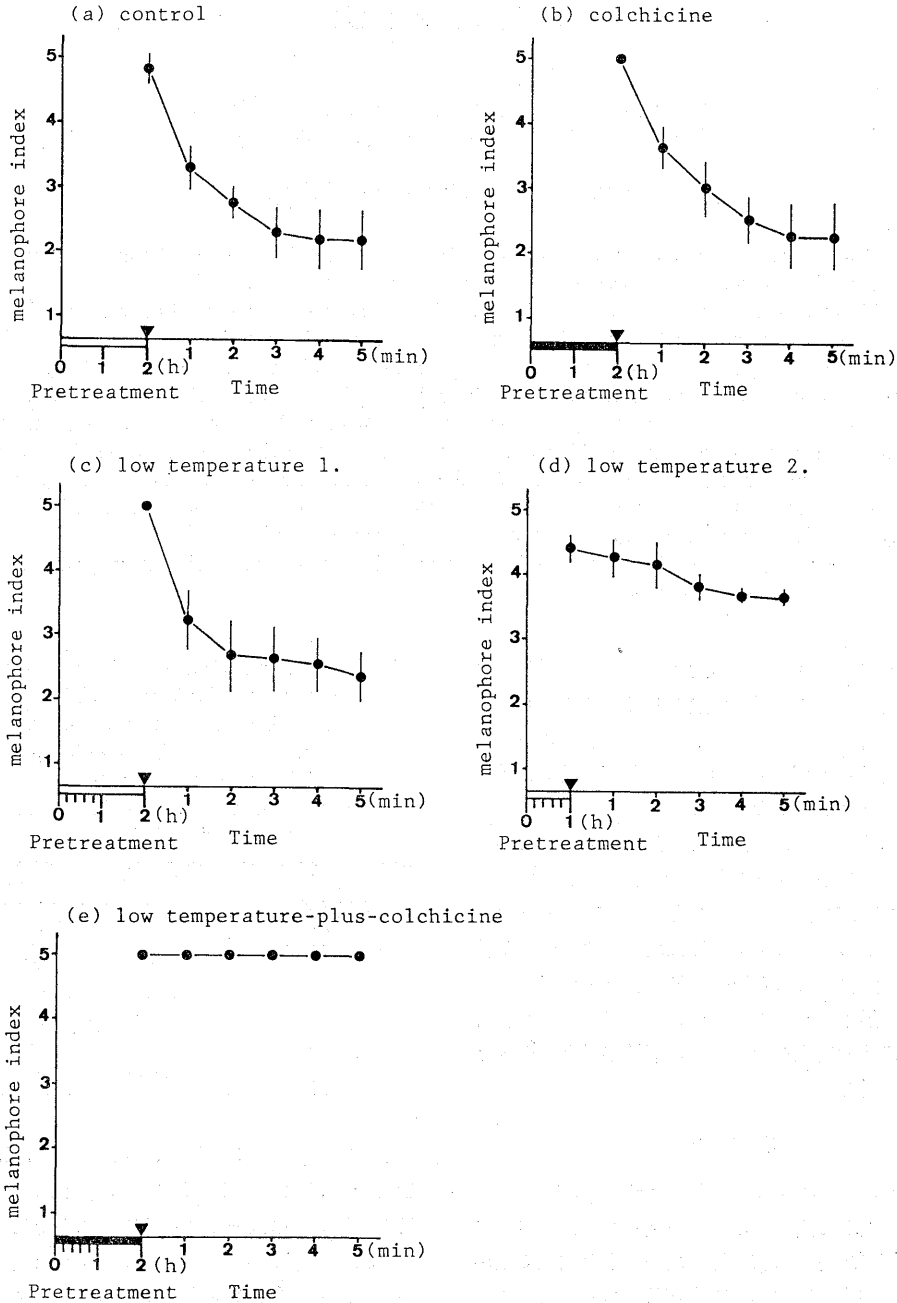 (a) control
(b) colchicine
melanophore index
5
4
3
2
1
0 1 2 (h)
1 2 3 4 5 (min)
Pretreatment Time
melanophore index
5
4
3
2
1
0 1 2 (h)
1 2 3 4 5 (min)
Pretreatment Time
(c) low temperature 1.
(d) low temperature 2.
melanophore index
5
4
3
2
1
0 1 2 (h)
1 2 3 4 5 (min)
Pretreatment Time
melanophore index
5
4
3
2
1
0 1 (h)
1 2 3 4 5 (min)
Pretreatment Time
(e) low temperature-plus-colchicine
melanophore index
5
4
3
2
1
0 1 2 (h)
1 2 3 4 5 (min)
Pretreatment Time